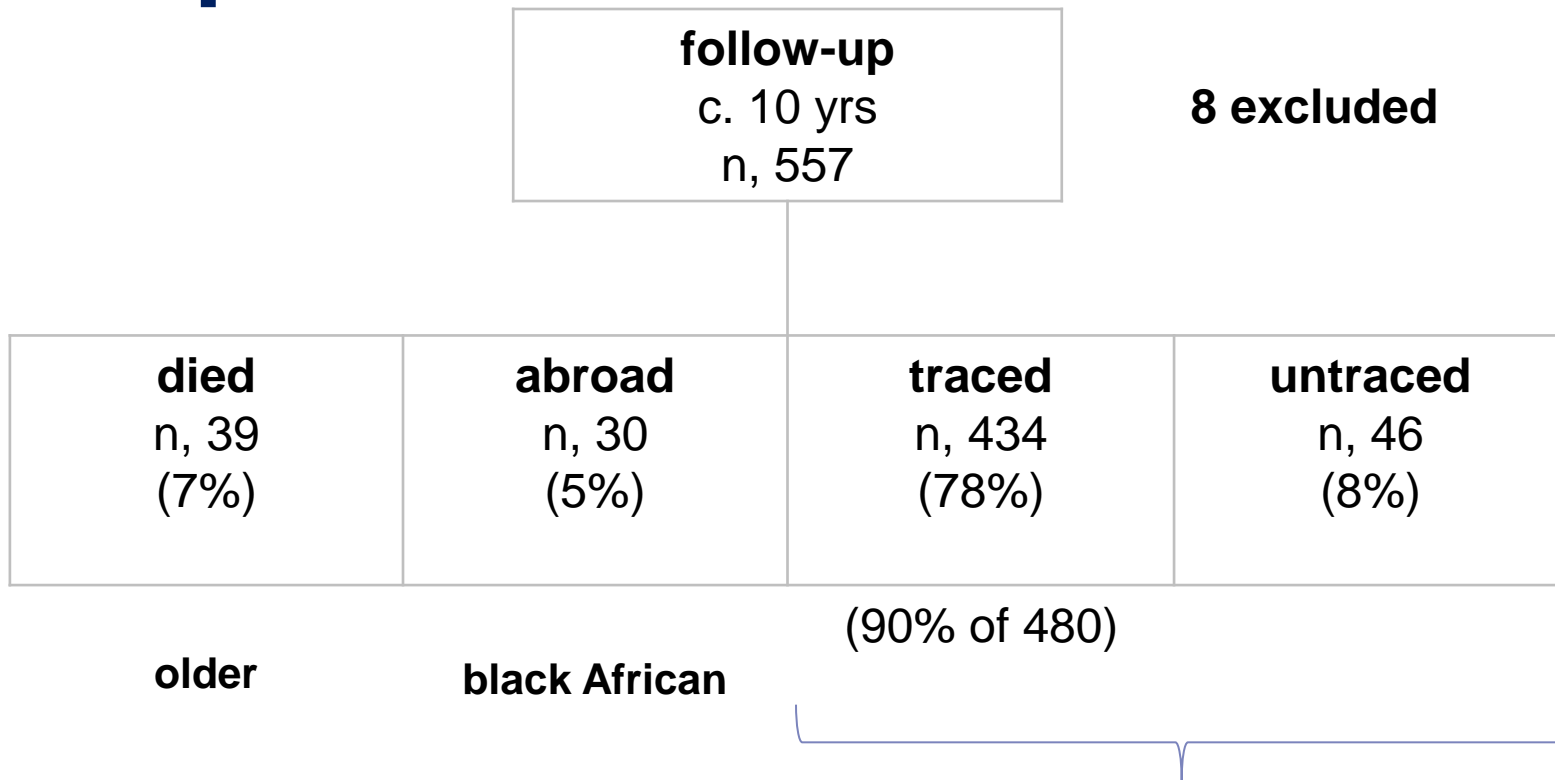 follow-up
c. 10 yrs
n, 557
8 excluded
died
n, 39
(7%)
abroad
n, 30
(5%)
traced
n, 434
(78%)
untraced
n, 46
(8%)
(90% of 480)
older
black African